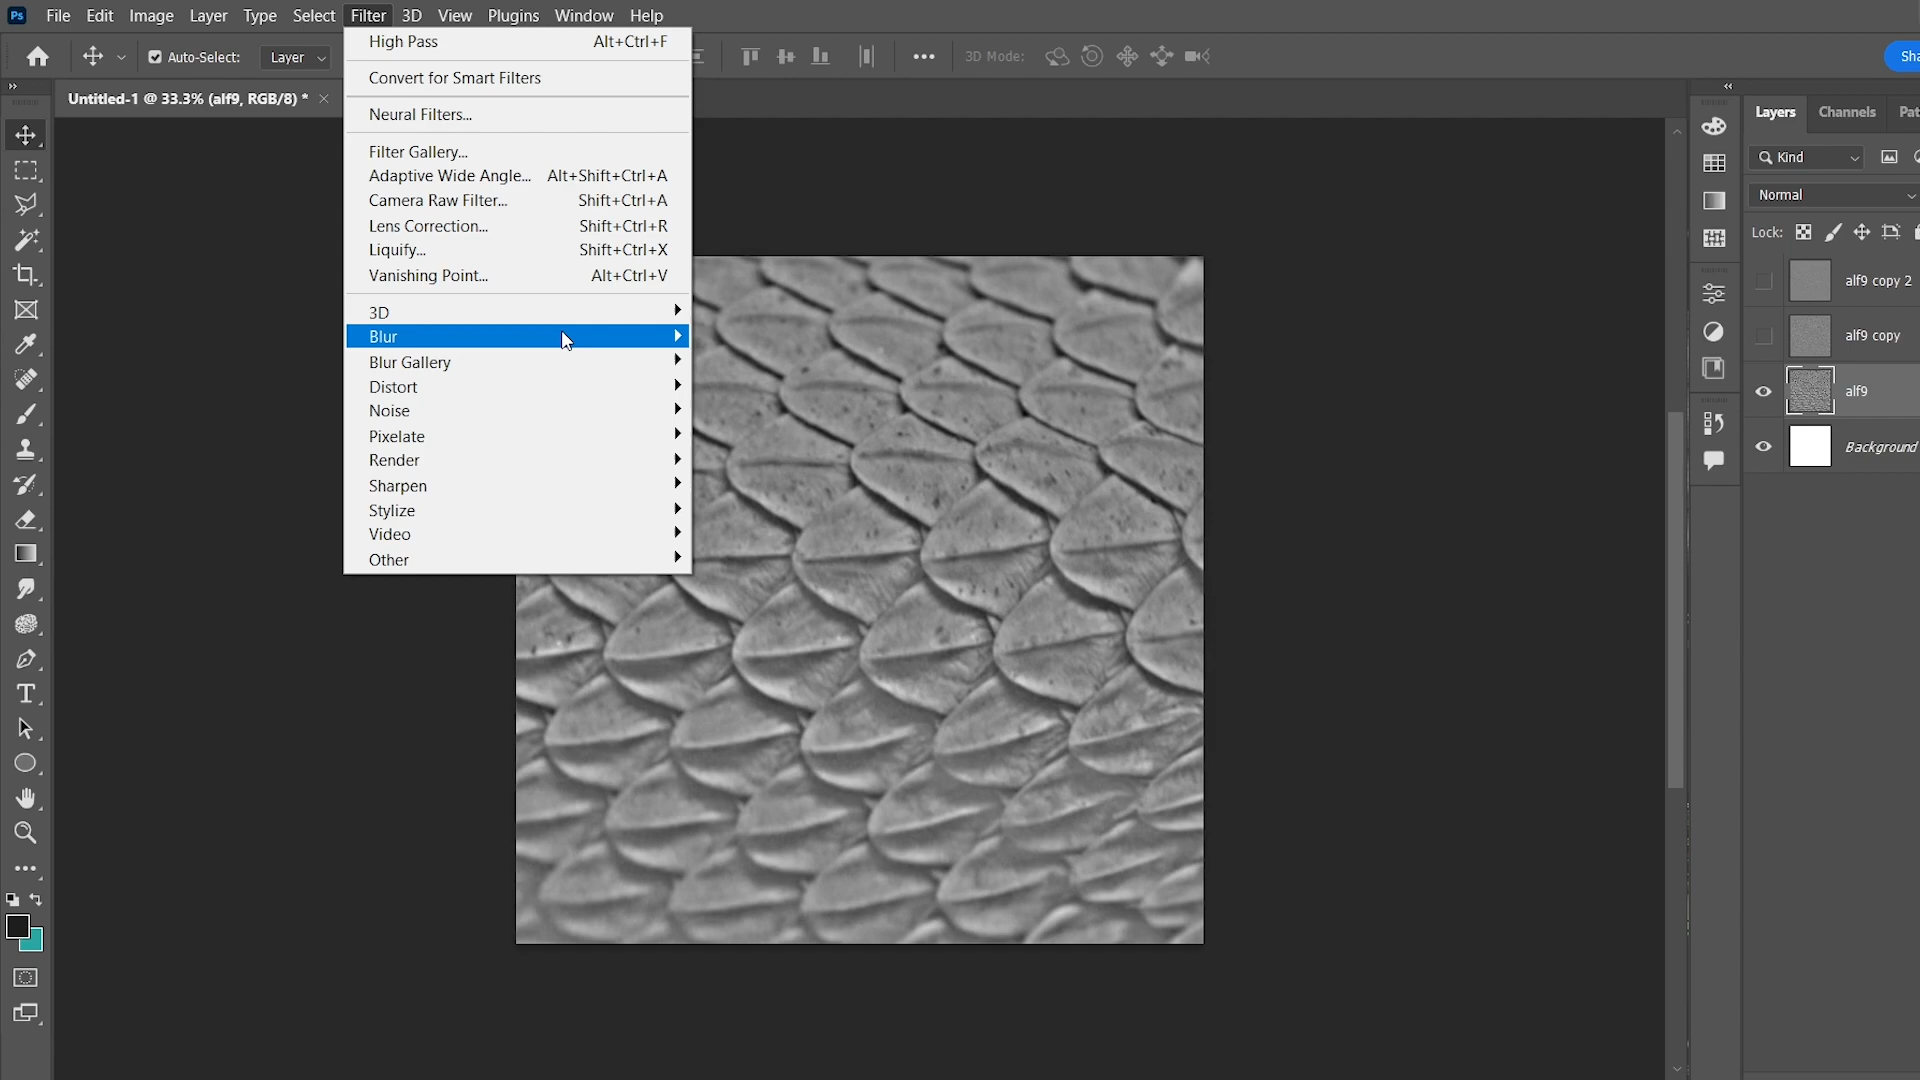 Ps File Edit Image Layer Type Select Filter 3D View Plugins Window Help
Auto-Select: Layer 3D Mode: Sha
Untitled-1 @ 33.3% (alf9, RGB/8) *
High Pass Alt+Ctrl+F
Convert for Smart Filters
Neural Filters...
Filter Gallery...
Adaptive Wide Angle... Alt+Shift+Ctrl+A
Camera Raw Filter... Shift+Ctrl+A
Lens Correction... Shift+Ctrl+R
Liquify... Shift+Ctrl+X
Vanishing Point... Alt+Ctrl+V
3D
Blur
Blur Gallery
Distort
Noise
Pixelate
Render
Sharpen
Stylize
Video
Other
Layers Channels Pat
Kind
Normal
Lock:
alf9 copy 2
alf9 copy
alf9
Background